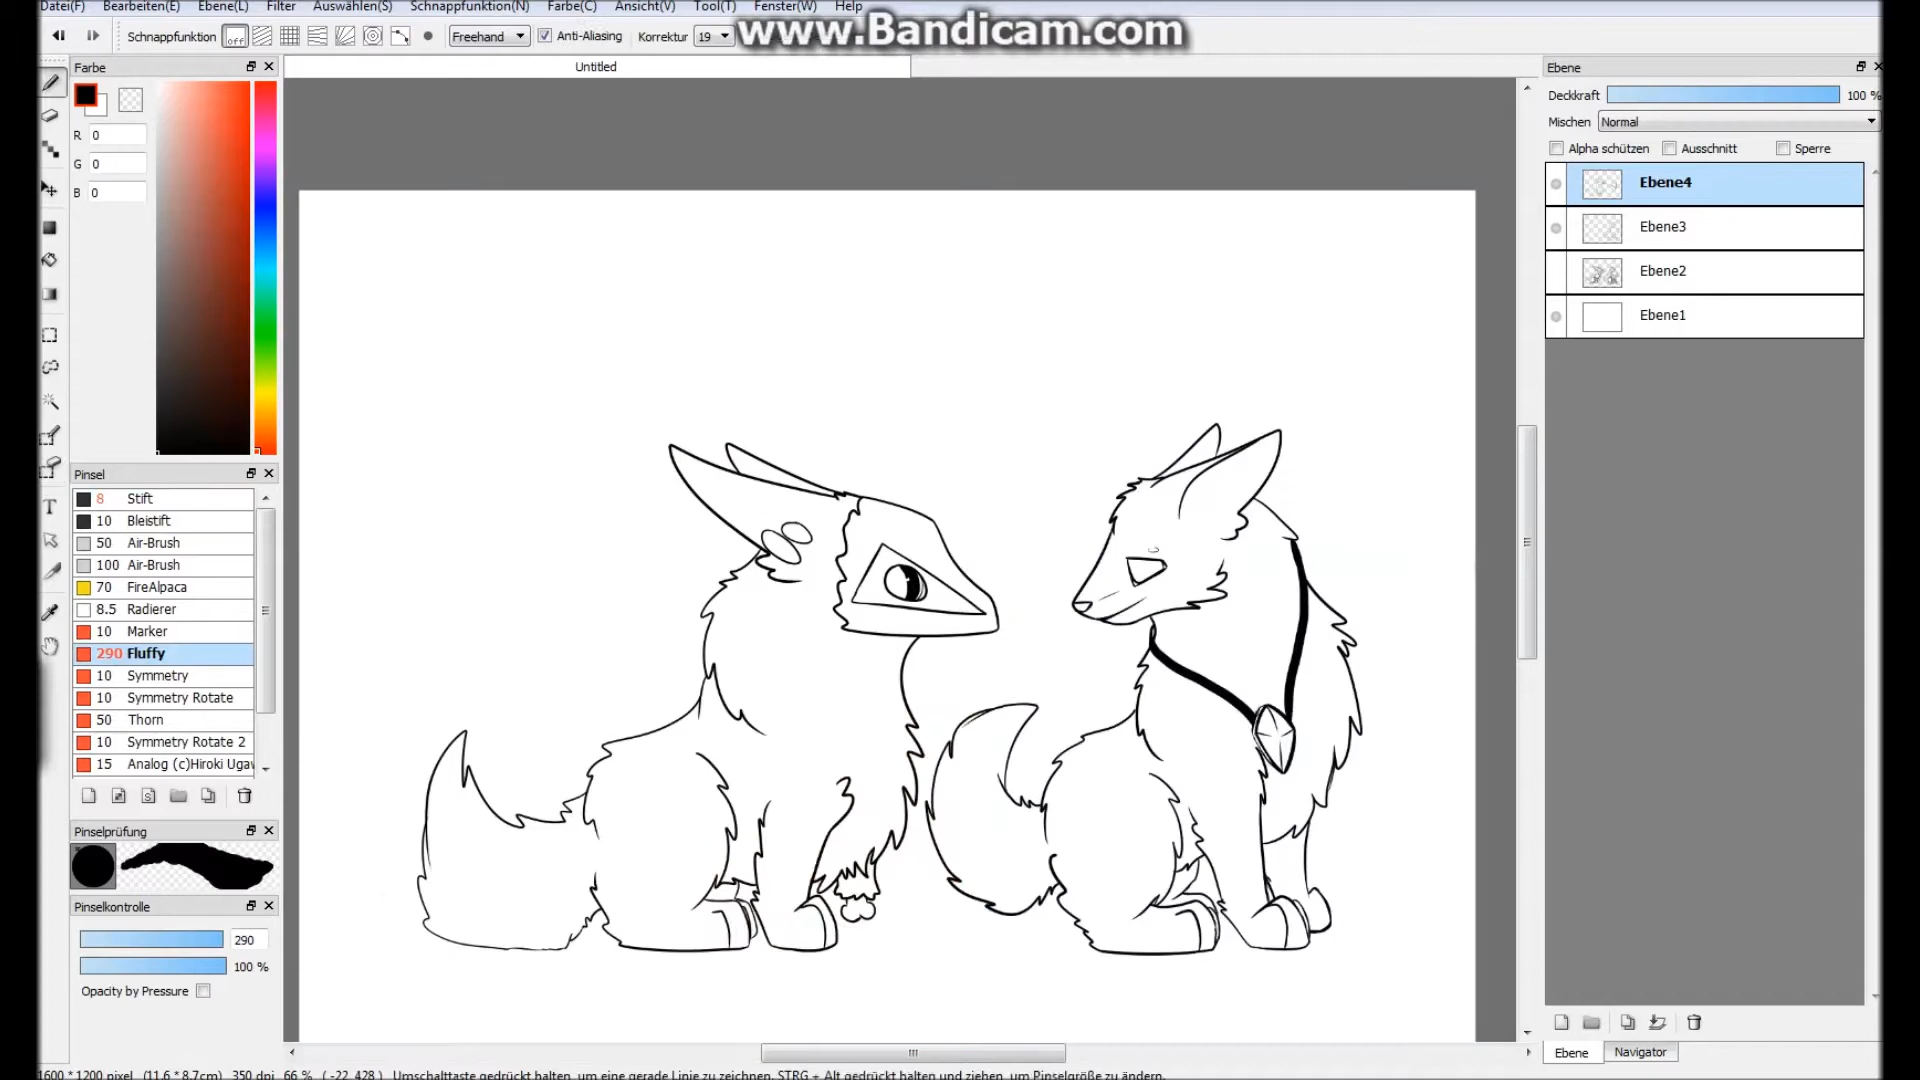 Datei(F) Bearbeiten(E) Ebene(L) Filter Auswählen(S) Schnappfunktion(N) Farbe(C) Ansicht(V) Tool(T) Fenster(W) Help
www.Bandicam.com
Schnappfunktion off Freehand Anti-Aliasing Korrektur 19
Farbe
Untitled
Ebene
R 0
G 0
B 0
Deckkraft 100 %
Mischen Normal
Alpha schützen Ausschnitt Sperre
Ebene4
Ebene3
Ebene2
Ebene1
Pinsel
8 Stift
10 Bleistift
50 Air-Brush
100 Air-Brush
70 FireAlpaca
8.5 Radierer
10 Marker
290 Fluffy
10 Symmetry
10 Symmetry Rotate
50 Thorn
10 Symmetry Rotate 2
15 Analog (c)Hiroki Ugaw
Pinselprüfung
Pinselkontrolle
290
100 %
Opacity by Pressure
Ebene Navigator
1600 * 1200 pixel (11.6 * 8.7cm) 350 dpi 66 % ( -22, 428 ) Umschalttaste gedrückt halten, um eine gerade Linie zu zeichnen, STRG + Alt gedrückt halten und ziehen, um Pinselgröße zu ändern.